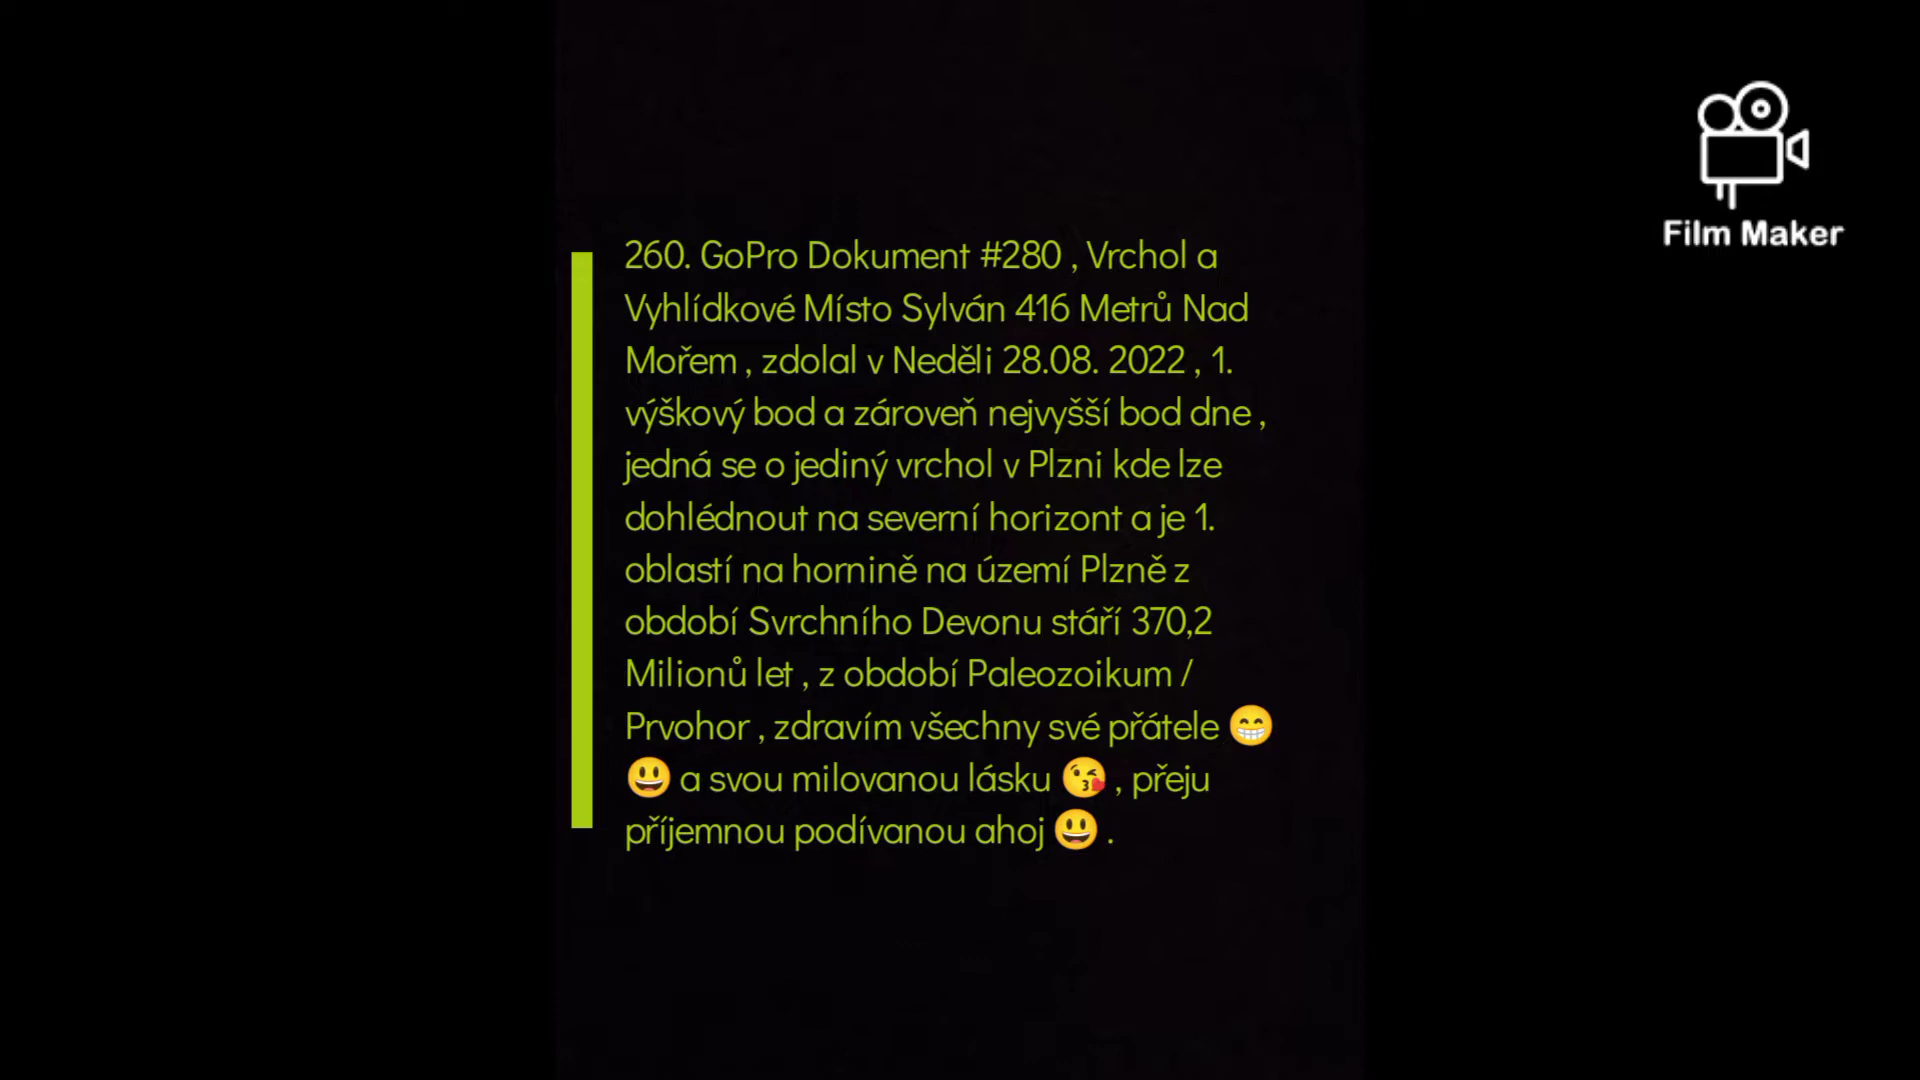 260. GoPro Dokument #280 , Vrchol a
Vyhlídkové Místo Sylván 416 Metrů Nad
Mořem , zdolal v Neděli 28.08. 2022 , 1.
výškový bod a zároveň nejvyšší bod dne ,
jedná se o jediný vrchol v Plzni kde lze
dohlédnout na severní horizont a je 1.
oblastí na hornině na území Plzně z
období Svrchního Devonu stáří 370,2
Milionů let , z období Paleozoikum /
Prvohor , zdravím všechny své přátele 😁
😃 a svou milovanou lásku 😘 , přeju
příjemnou podívanou ahoj 😃 .
Film Maker